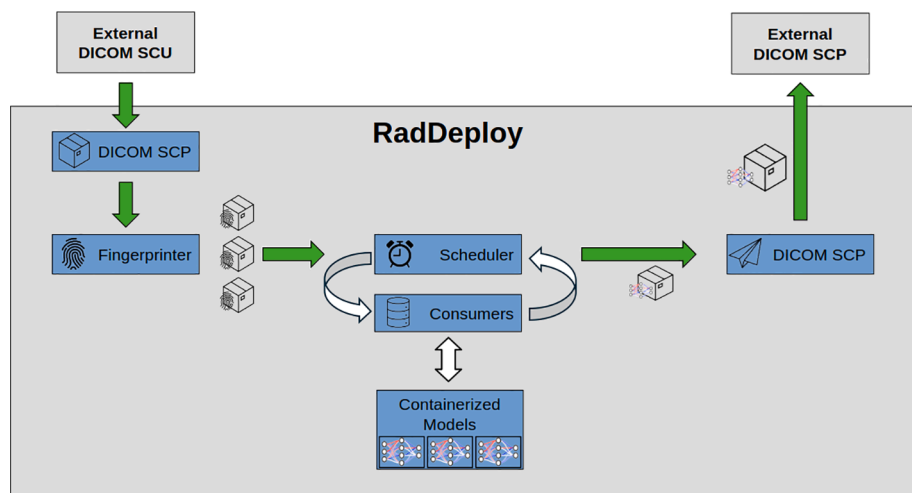 External
DICOM SCU
External
DICOM SCP
RadDeploy
DICOM SCP
Fingerprinter
Scheduler
DICOM SCP
Consumers
Containerized
Models